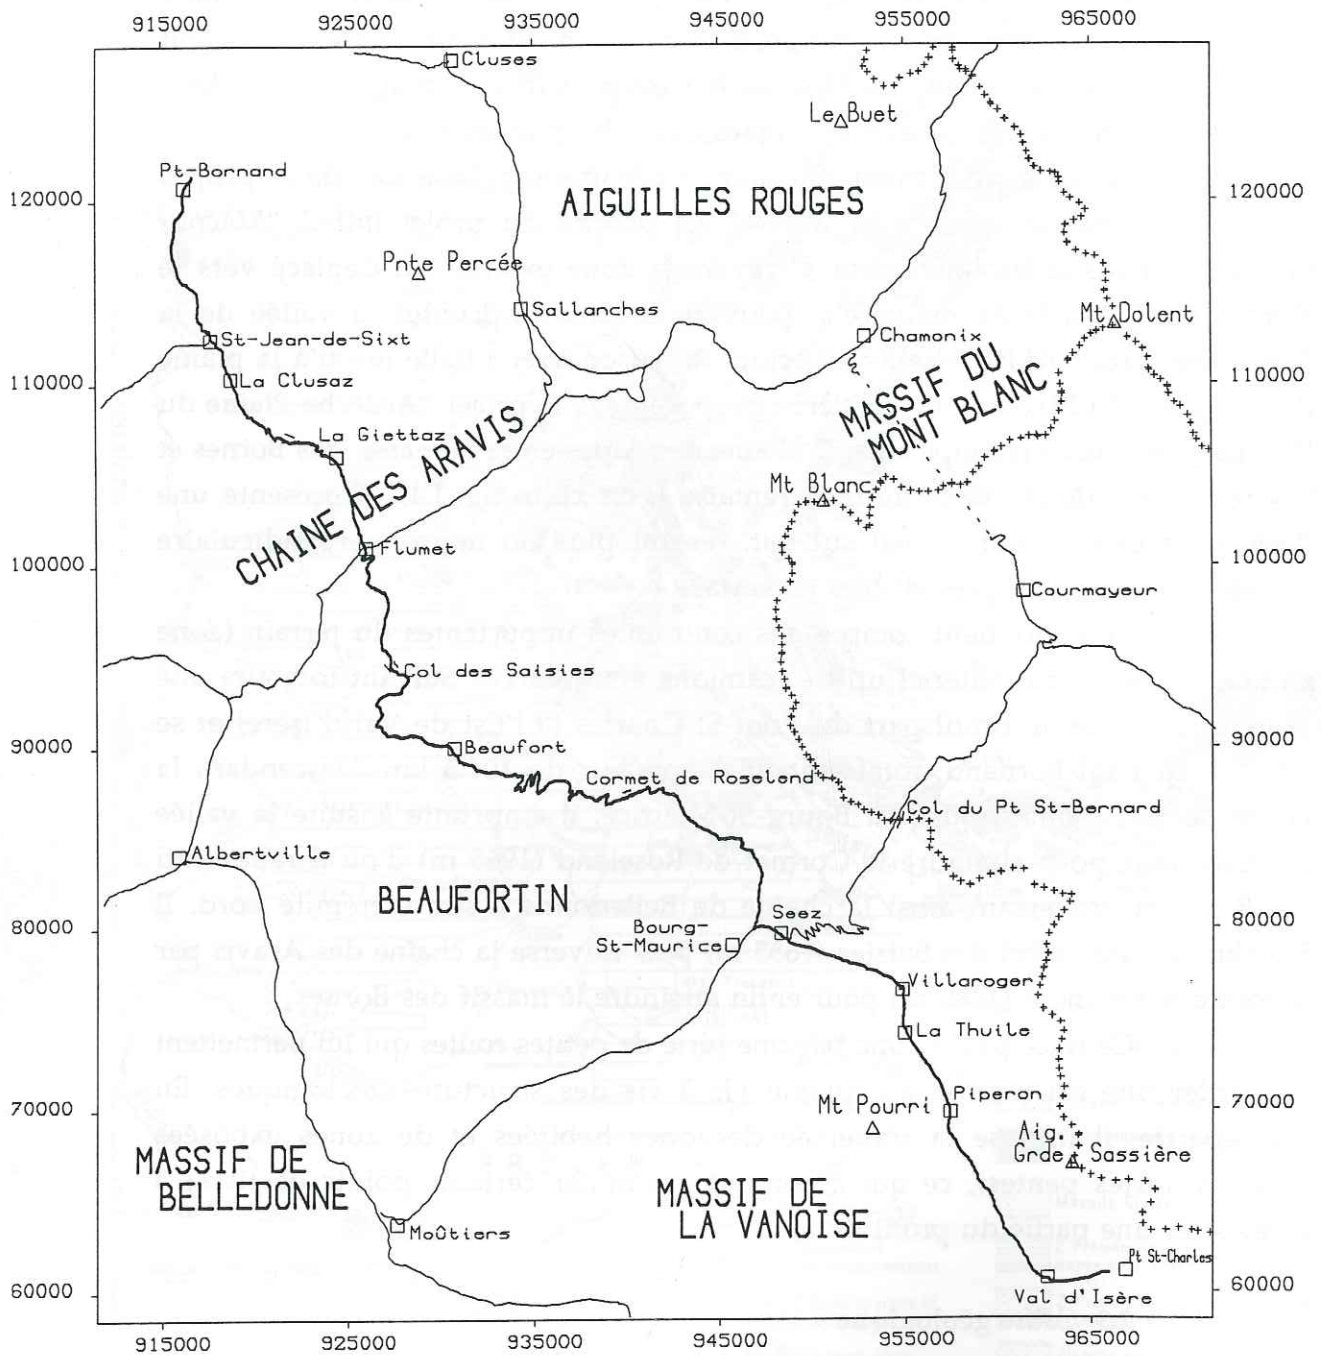 915000 925000 935000 945000 955000 965000
Cluses
Le Buet
Pt-Bornand
120000
AIGUILLES ROUGES
120000
Pnte Percée
Sallanches
Mt Dolent
St-Jean-de-Sixt
Chamonix
110000
La Clusaz
110000
MASSIF DU
MONT BLANC
La Giettaz
CHAINE DES ARAVIS
Mt Blanc
Flumet
100000
100000
Courmayeur
Col des Saisies
90000
Beaufort
90000
Cormet de Roselend
Col du Pt St-Bernard
Albertville
BEAUFORTIN
80000
Bourg-
St-Maurice
Seez
80000
Villaroger
La Thuile
70000
Mt Pourri
Piperon
70000
Aig.
Grde Sassière
MASSIF DE
BELLEDONNE
MASSIF DE
LA VANOISE
Moûtiers
Pt St-Charles
60000
Val d'Isère
60000
915000 925000 935000 945000 955000 965000